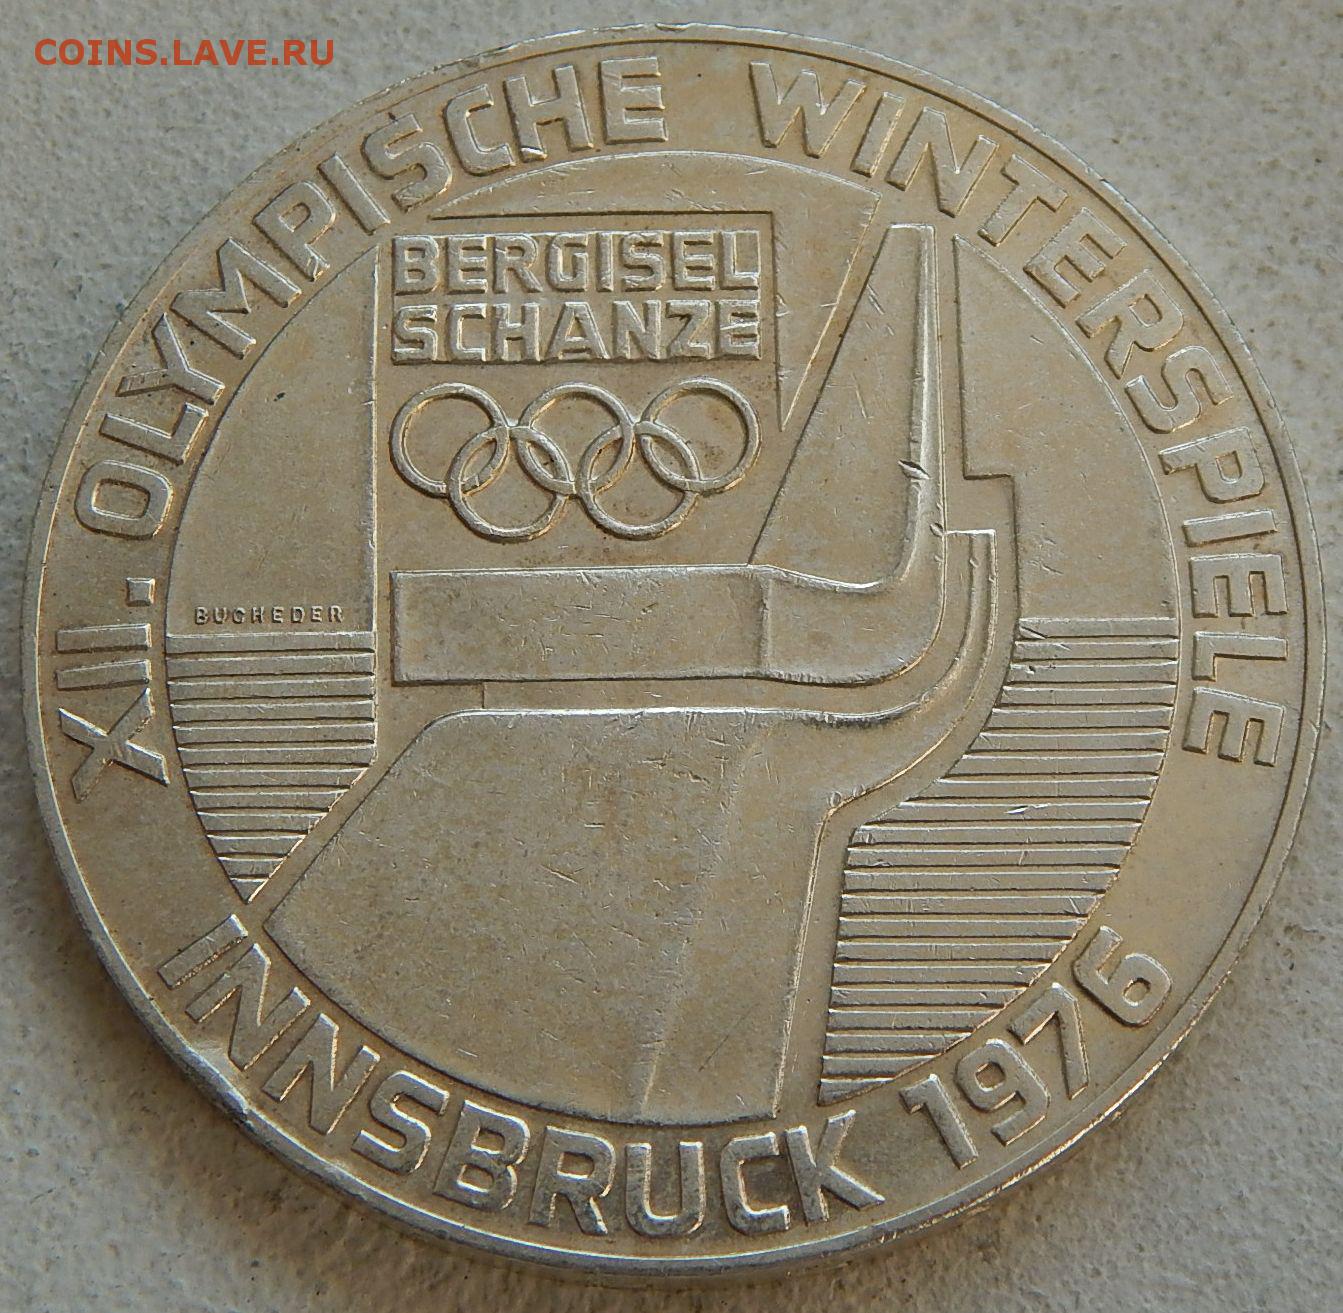 COINS.LAVE.RU
XII. OLYMPISCHE WINTERSPIELE
BERGISEL
SCHANZE
BUCHEDER
INNSBRUCK 1976